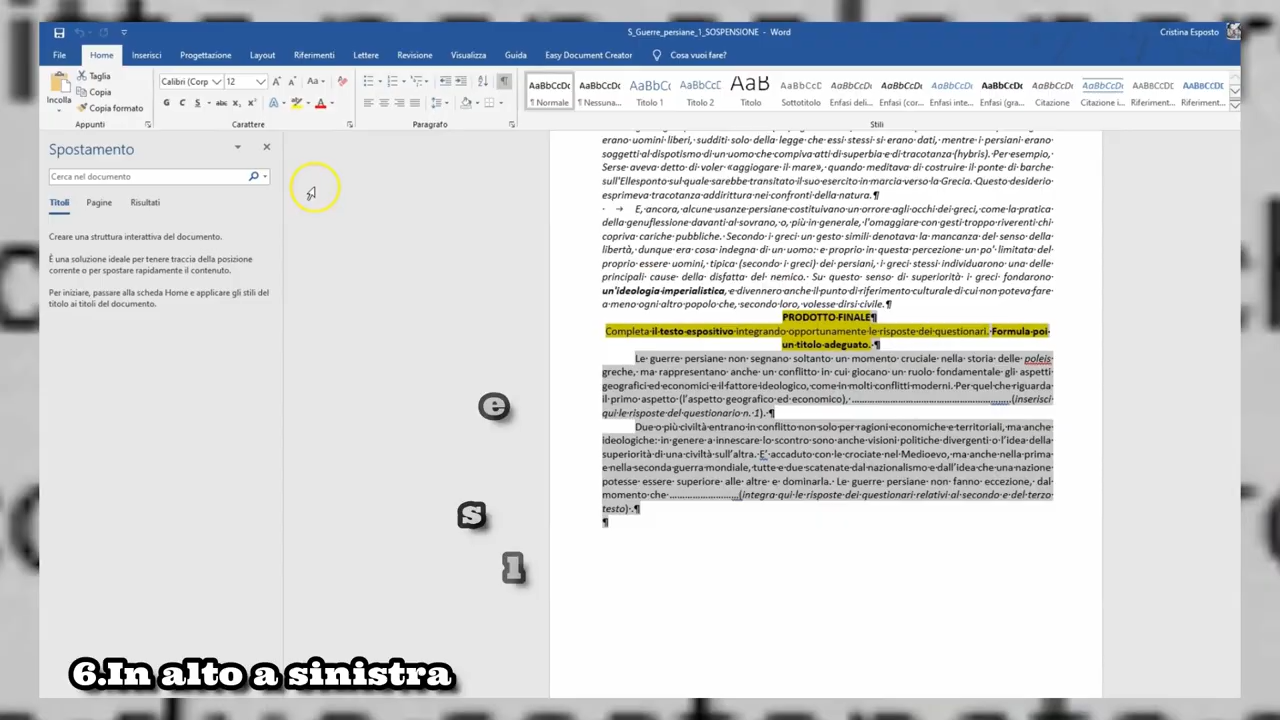 S_Guerre_persiane_1_SOSPENSIONE - Word
Cristina Esposto
File Home Inserisci Progettazione Layout Riferimenti Lettere Revisione Visualizza Guida Easy Document Creator Cosa vuoi fare?
Incolla
Taglia
Copia
Copia formato
Appunti
Calibri (Corp 12
G C S abc X₂ X²
Carattere
Paragrafo
AaBbCcDc AaBbCcDc AaBbC AaBbCcD AaB AaBbCcD AaBbCcDc AaBbCcDc AaBbCcDc AaBbCcDc AaBbCcDc AaBbCcDc AaBbCcDc AaBbCcDc
¶ Normale ¶ Nessuna... Titolo 1 Titolo 2 Titolo Sottotitolo Enfasi deli... Enfasi (cor... Enfasi inte... Enfasi (gra... Citazione Citazione i... Riferiment... Riferiment...
Stili
Spostamento
Cerca nel documento
Titoli Pagine Risultati
Creare una struttura interattiva del documento.
È una soluzione ideale per tenere traccia della posizione
corrente o per spostare rapidamente il contenuto.
Per iniziare, passare alla scheda Home e applicare gli stili del
titolo ai titoli del documento.
erano uomini liberi, sudditi solo della legge che essi stessi si erano dati, mentre i persiani erano
soggetti al dispotismo di un uomo che compiva atti di superbia e di tracotanza (hybris). Per esempio,
Serse aveva detto di voler «aggiogare il mare», quando meditava di costruire il ponte di barche
sull'Ellesponto sul quale sarebbe transitato il suo esercito in marcia verso la Grecia. Questo desiderio
esprimeva tracotanza addirittura nei confronti della natura.¶
→ E, ancora, alcune usanze persiane costituivano un orrore agli occhi dei greci, come la pratica
della genuflessione davanti al sovrano, o, più in generale, l'omaggiare con gesti troppo riverenti chi
copriva cariche pubbliche. Secondo i greci un gesto simili denotava la mancanza del senso della
libertà, dunque era cosa indegna di un uomo: e proprio in questa percezione un po' limitata del
proprio essere uomini, tipica (secondo i greci) dei persiani, i greci stessi individuarono una delle
principali cause della disfatta del nemico. Su questo senso di superiorità i greci fondarono
un'ideologia imperialistica, e divennero anche il punto di riferimento culturale di cui non poteva fare
a meno ogni altro popolo che, secondo loro, volesse dirsi civile.¶
PRODOTTO FINALE¶
Completa il testo espositivo integrando opportunamente le risposte dei questionari. Formula poi
un titolo adeguato. ¶
Le guerre persiane non segnano soltanto un momento cruciale nella storia delle poleis
greche, ma rappresentano anche un conflitto in cui giocano un ruolo fondamentale gli aspetti
geografici ed economici e il fattore ideologico, come in molti conflitti moderni. Per quel che riguarda
il primo aspetto (l'aspetto geografico ed economico), ……………………………………….(inserisci
qui le risposte del questionario n. 1). ¶
Due o più civiltà entrano in conflitto non solo per ragioni economiche e territoriali, ma anche
ideologiche: in genere a innescare lo scontro sono anche visioni politiche divergenti o l'idea della
superiorità di una civiltà sull'altra. E' accaduto con le crociate nel Medioevo, ma anche nella prima
e nella seconda guerra mondiale, tutte e due scatenate dal nazionalismo e dall'idea che una nazione
potesse essere superiore alle altre e dominarla. Le guerre persiane non fanno eccezione, dal
momento che ……………………(integra qui le risposte dei questionari relativi al secondo e del terzo
testo) .¶
¶
e
s
l
6.In alto a sinistra